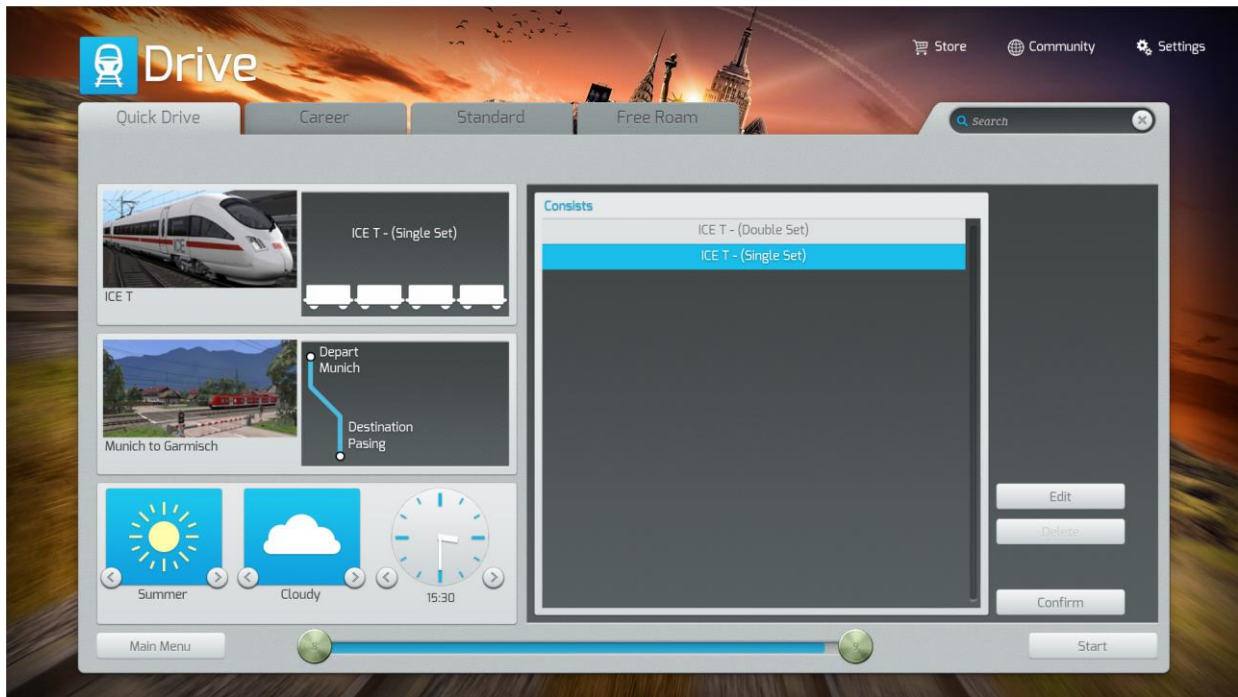 Drive
Store
Community
Settings
Quick Drive
Career
Standard
Free Roam
Search
ICE T - (Single Set)
ICE T
Consists
ICE T - (Double Set)
ICE T - (Single Set)
Depart
Munich
Destination
Pasing
Munich to Garmisch
Summer
Cloudy
15:30
Edit
Delete
Confirm
Main Menu
Start